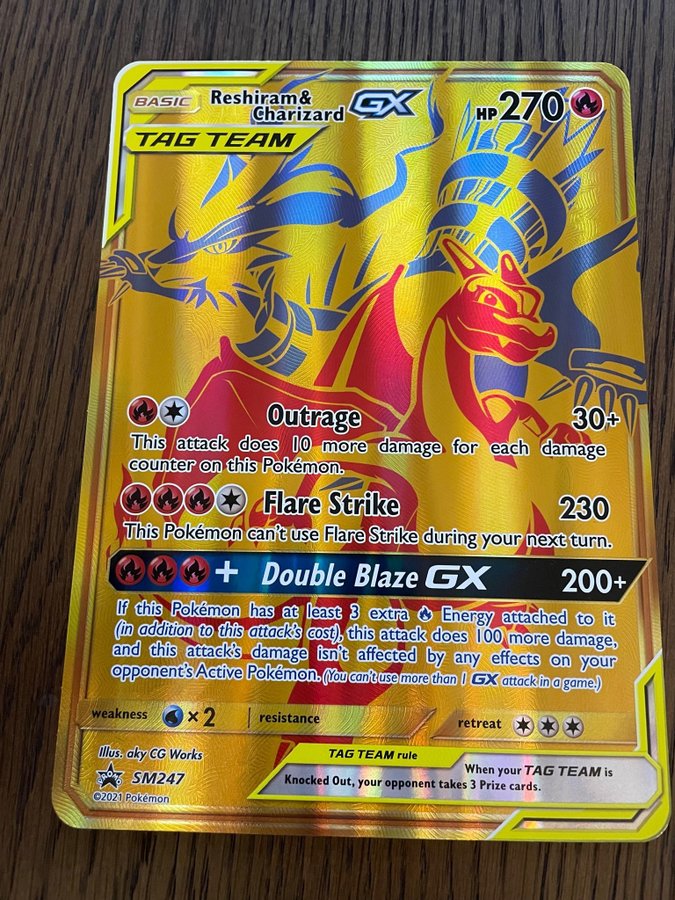 BASIC
Reshiram&
Charizard GX
HP270
TAG TEAM
Outrage 30+
This attack does 10 more damage for each damage
counter on this Pokémon.
Flare Strike 230
This Pokémon can't use Flare Strike during your next turn.
+ Double Blaze GX 200+
If this Pokémon has at least 3 extra Energy attached to it
(in addition to this attack's cost), this attack does 100 more damage,
and this attack's damage isn't affected by any effects on your
opponent's Active Pokémon. (You can't use more than 1 GX attack in a game.)
weakness × 2 resistance retreat
Illus. aky CG Works
SM247
©2021 Pokémon
TAG TEAM rule
When your TAG TEAM is
Knocked Out, your opponent takes 3 Prize cards.